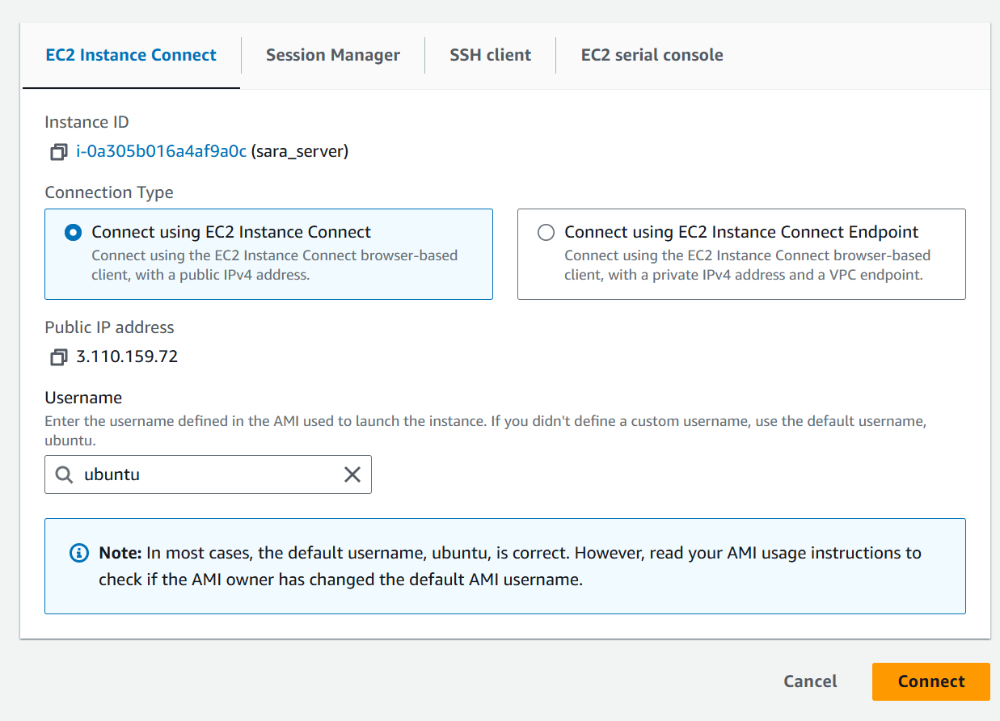 EC2 Instance Connect
Session Manager
SSH client
EC2 serial console
Instance ID
i-0a305b016a4af9a0c (sara_server)
Connection Type
Connect using EC2 Instance Connect
Connect using the EC2 Instance Connect browser-based
client, with a public IPv4 address.
Connect using EC2 Instance Connect Endpoint
Connect using the EC2 Instance Connect browser-based
client, with a private IPv4 address and a VPC endpoint.
Public IP address
3.110.159.72
Username
Enter the username defined in the AMI used to launch the instance. If you didn't define a custom username, use the default username,
ubuntu.
ubuntu
Note: In most cases, the default username, ubuntu, is correct. However, read your AMI usage instructions to
check if the AMI owner has changed the default AMI username.
Cancel
Connect